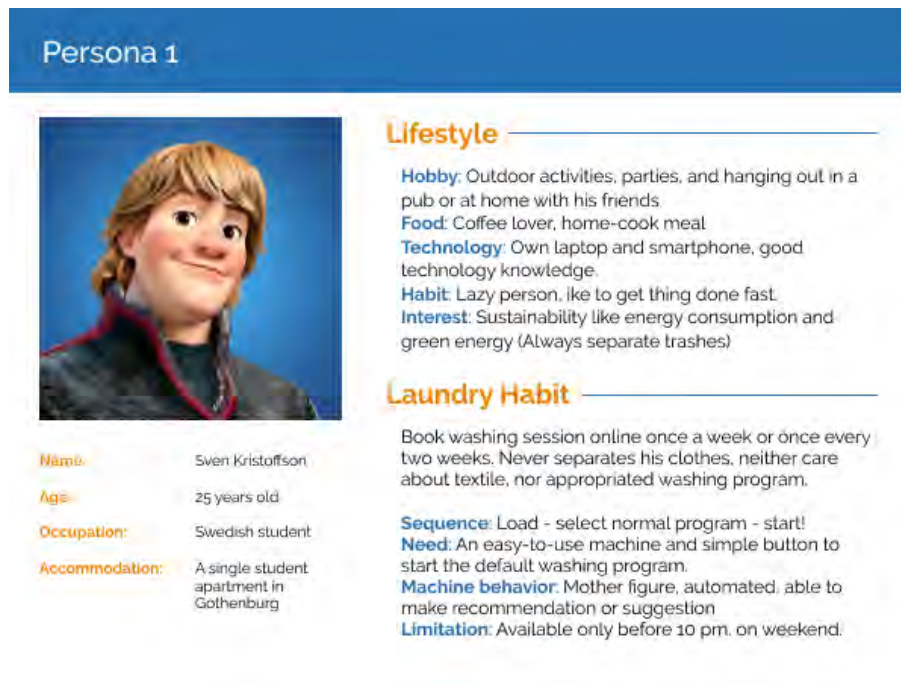 Persona 1
Name:
Sven Kristoffson
Age:
25 years old
Occupation:
Swedish student
Accommodation:
A single student
apartment in
Gothenburg
Lifestyle
Hobby: Outdoor activities, parties, and hanging out in a
pub or at home with his friends
Food: Coffee lover, home-cook meal
Technology: Own laptop and smartphone, good
technology knowledge.
Habit: Lazy person, ike to get thing done fast.
Interest: Sustainability like energy consumption and
green energy (Always separate trashes)
Laundry Habit
Book washing session online once a week or once every
two weeks. Never separates his clothes, neither care
about textile, nor appropriated washing program.
Sequence: Load - select normal program - start!
Need: An easy-to-use machine and simple button to
start the default washing program.
Machine behavior: Mother figure, automated, able to
make recommendation or suggestion
Limitation: Available only before 10 pm. on weekend.